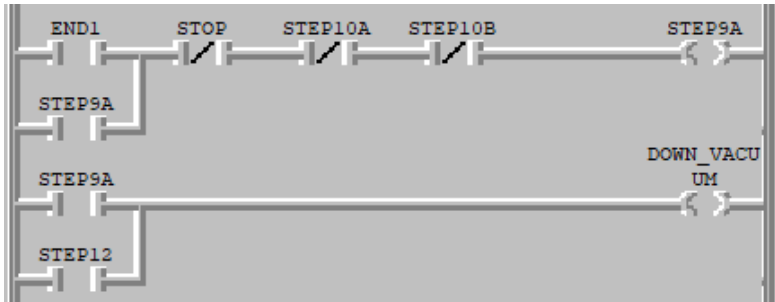 END1 STOP STEP10A STEP10B STEP9A
STEP9A
DOWN_VACU
STEP9A UM
STEP12